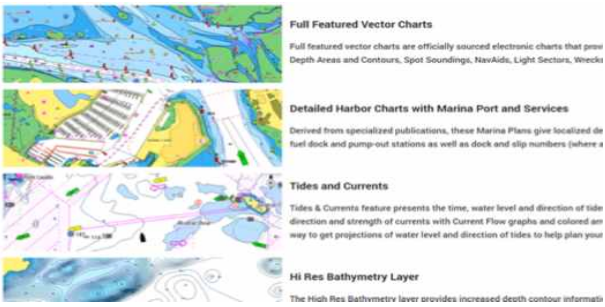 Full Featured Vector Charts
Full featured vector charts are officially sourced electronic charts that
Depth Areas and Contours, Spot Soundings, NavAids, Light Sectors, Wrecks
Detailed Harbor Charts with Marina Port and Services
Derived from specialized publications, these Marina Plans give localized
fuel dock and pump-out stations as well as dock and slip numbers (where
Tides and Currents
Tides & Currents feature presents the time, water level and direction of
direction and strength of currents with Current Flow graphs and colored
way to get projections of water level and direction of tides to help plan your
Hi Res Bathymetry Layer
The High Res Bathymetry layer provides increased depth contour